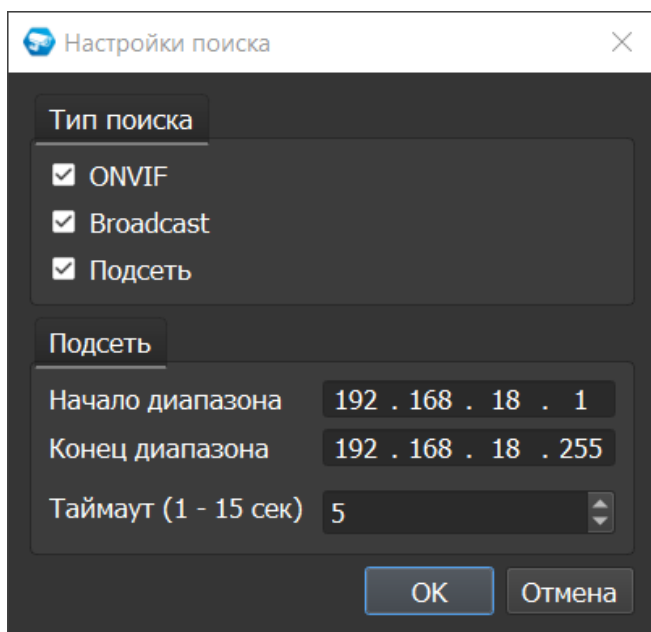 Настройки поиска
Тип поиска
ONVIF
Broadcast
Подсеть
Подсеть
Начало диапазона 192 . 168 . 18 . 1
Конец диапазона 192 . 168 . 18 . 255
Таймаут (1 - 15 сек) 5
OK Отмена